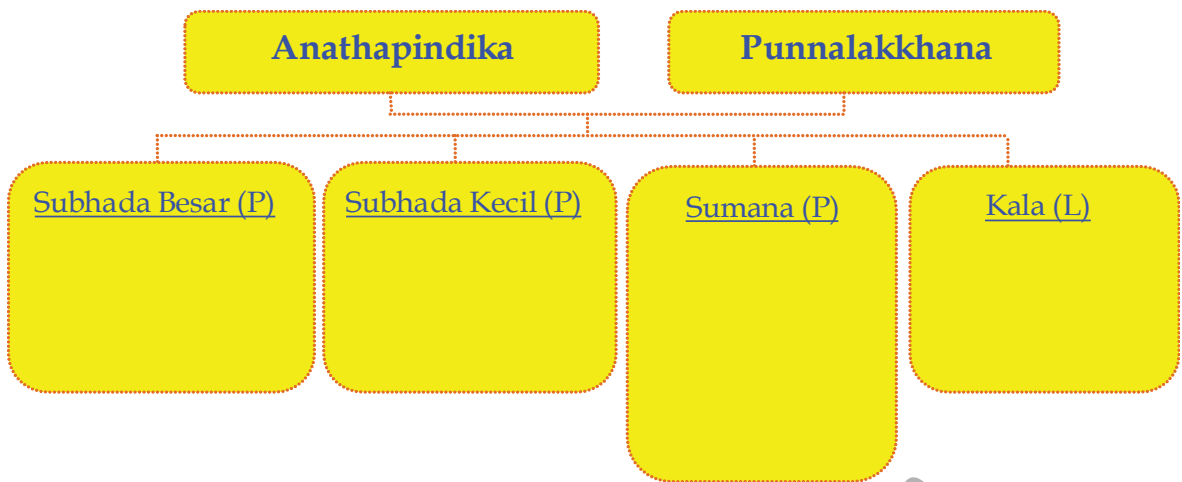 Anathapindika
Punnalakkhana
Subhada Besar (P)
Subhada Kecil (P)
Sumana (P)
Kala (L)